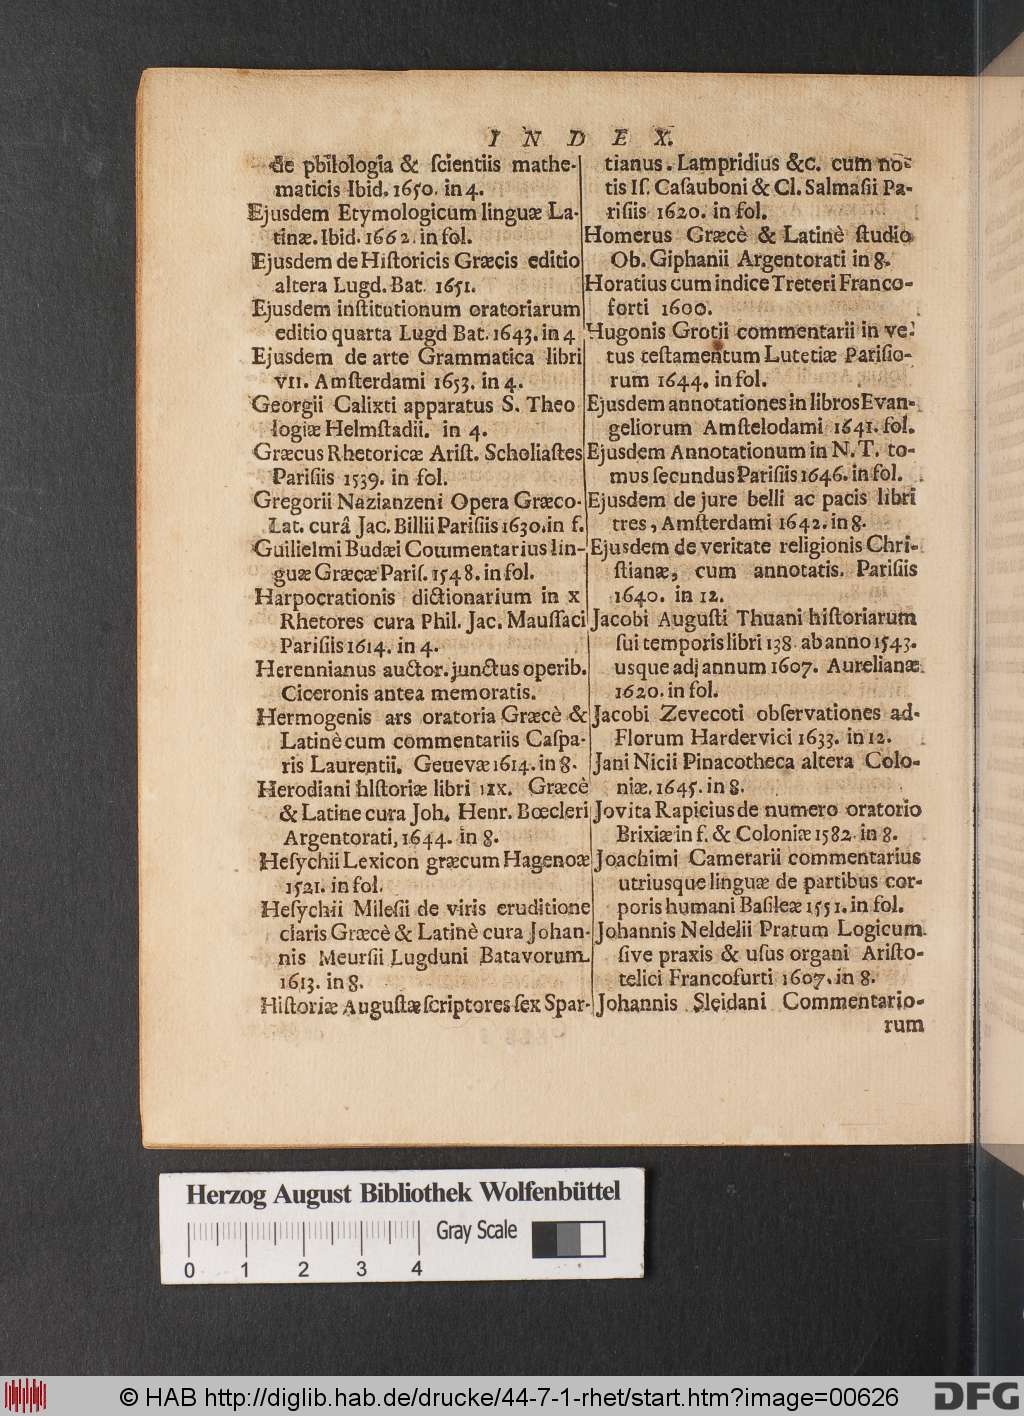 INDEX.
de philologia & ſcientiis mathe-
maticis Ibid. 1650. in 4.
Ejusdem Etymologicum linguæ La-
tinæ. Ibid. 1662. in fol.
Ejusdem de Hiſtoricis Græcis editio
altera Lugd. Bat. 1651.
Ejusdem inſtitutionum oratoriarum
editio quarta Lugd Bat. 1643. in 4
Ejusdem de arte Grammatica libri
VII. Amſterdami 1653. in 4.
Georgii Calixti apparatus S. Theo
logiæ Helmſtadii. in 4.
Græcus Rhetoricæ Ariſt. Scholiaſtes
Pariſiis 1539. in fol.
Gregorii Nazianzeni Opera Græco-
Lat. curâ Jac. Billii Pariſiis 1630. in f.
Guilielmi Budæi Commentarius lin-
guæ Græcæ Pariſ. 1548. in fol.
Harpocrationis dictionarium in X
Rhetores cura Phil. Jac. Mauſſaci
Pariſiis 1614. in 4.
Herennianus auctor. junctus operib.
Ciceronis antea memoratis.
Hermogenis ars oratoria Græcè &
Latinè cum commentariis Caſpa-
ris Laurentii. Genevæ 1614. in 8.
Herodiani hIſtoriæ libri IIX. Græcè
& Latine cura Joh. Henr. Bœcleri
Argentorati, 1644. in 8.
Heſychii Lexicon græcum Hagenoæ
1521. in fol.
Heſychii Mileſii de viris eruditione
claris Græcè & Latinè cura Johan-
nis Meurſii Lugduni Batavorum
1613. in 8.
Hiſtoriæ Auguſtæ ſcriptores ſex Spar-
tianus. Lampridius &c. cum no-
tis Iſ. Caſauboni & Cl. Salmaſii Pa-
riſiis 1620. in fol.
Homerus Græcè & Latinè ſtudio
Ob. Giphanii Argentorati in 8.
Horatius cum indice Treteri Franco-
forti 1600.
Hugonis Grotii commentarii in ve-
tus teſtamentum Lutetiæ Pariſio-
rum 1644. in fol.
Ejusdem annotationes in libros Evan-
geliorum Amſtelodami 1641. fol.
Ejusdem Annotationum in N. T. to-
mus ſecundus Pariſiis 1646. in fol.
Ejusdem de jure belli ac pacis libri
tres, Amſterdami 1642. in 8.
Ejusdem de veritate religionis Chri-
ſtianæ, cum annotatis. Pariſiis
1640. in 12.
Jacobi Auguſti Thuani hiſtoriarum
ſui temporis libri 138. ab anno 1543.
usque ad annum 1607. Aurelianæ
1620. in fol.
Jacobi Zevecoti obſervationes ad
Florum Hardervici 1633. in 12.
Jani Nicii Pinacotheca altera Colo-
niæ. 1645. in 8.
Jovita Rapicius de numero oratorio
Brixiæ in f. & Coloniæ 1582. in 8.
Joachimi Camerarii commentarius
utriusque linguæ de partibus cor-
poris humani Baſileæ 1551. in fol.
Johannis Neldelii Pratum Logicum
ſive praxis & uſus organi Ariſto-
telici Francofurti 1607. in 8.
Johannis Sleidani Commentario-
rum
Herzog August Bibliothek Wolfenbüttel
Gray Scale
0 1 2 3 4
© HAB http://diglib.hab.de/drucke/44-7-1-rhet/start.htm?image=00626
DFG